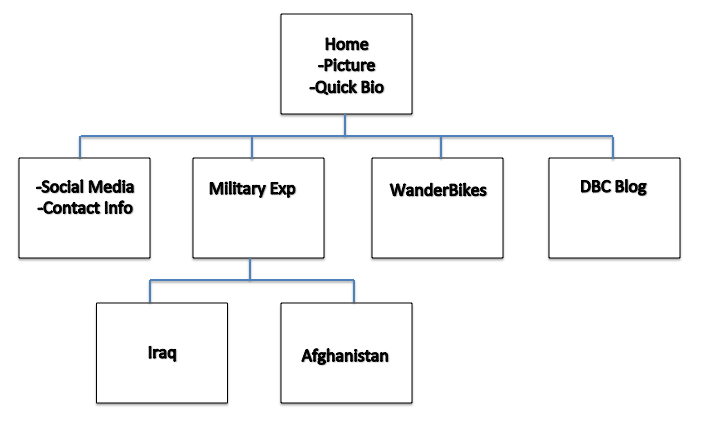 Home
-Picture
-Quick Bio
-Social Media
-Contact Info
Military Exp
WanderBikes
DBC Blog
Iraq
Afghanistan